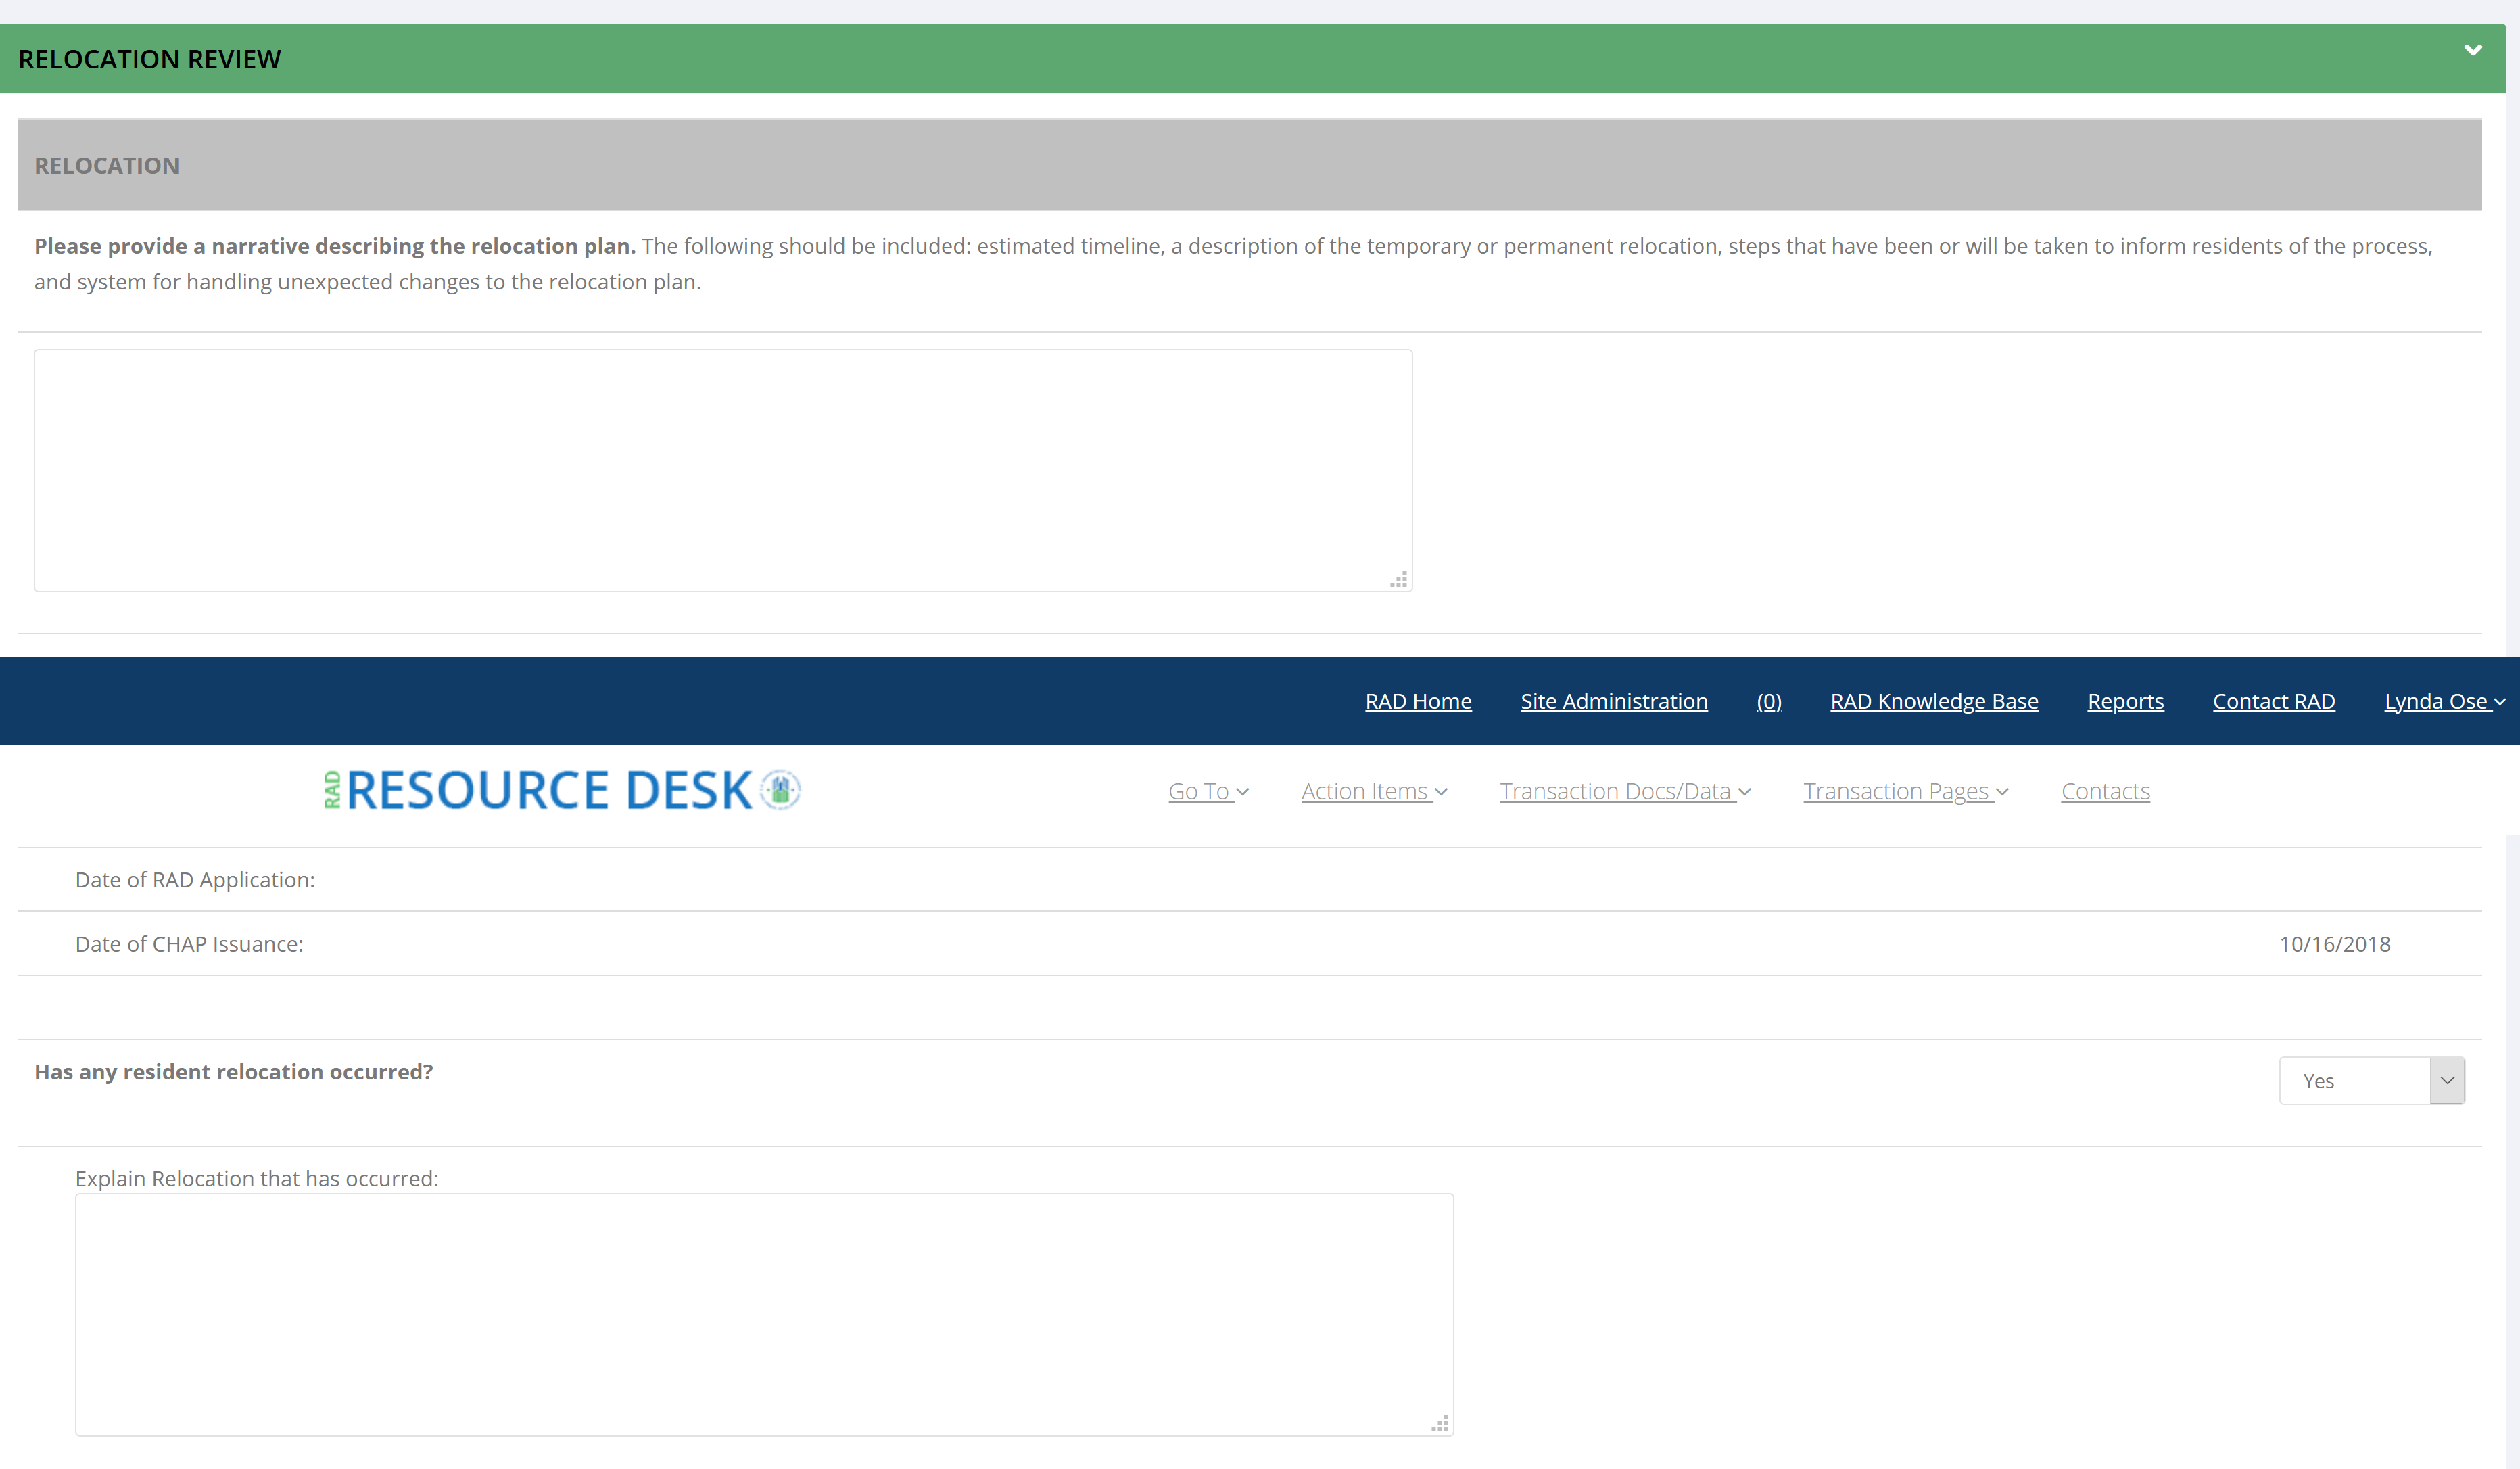 RELOCATION REVIEW
RELOCATION
Please provide a narrative describing the relocation plan. The following should be included: estimated timeline, a description of the temporary or permanent relocation, steps that have been or will be taken to inform residents of the process,
and system for handling unexpected changes to the relocation plan.
RAD Home Site Administration (0) RAD Knowledge Base Reports Contact RAD Lynda Ose
RAD RESOURCE DESK Go To Action Items Transaction Docs/Data Transaction Pages Contacts
Date of RAD Application:
Date of CHAP Issuance: 10/16/2018
Has any resident relocation occurred? Yes
Explain Relocation that has occurred: